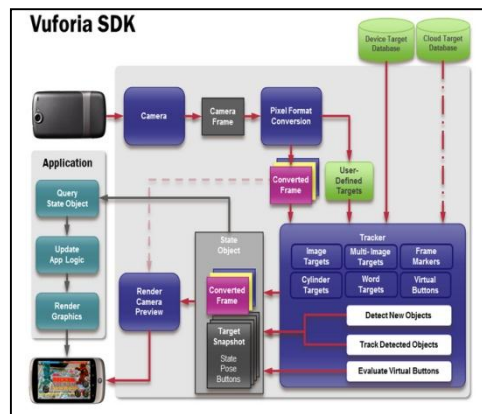 Vuforia SDK
Device Target
Database
Cloud Target
Database
Camera
Camera
Frame
Pixel Format
Conversion
Application
Query
State Object
Update
App Logic
Render
Graphics
Converted
Frame
User-
Defined
Targets
State
Object
Converted
Frame
Target
Snapshot
State
Pose
Buttons
Render
Camera
Preview
Tracker
Image
Targets
Multi-Image
Targets
Frame
Markers
Cylinder
Targets
Word
Targets
Virtual
Buttons
Detect New Objects
Track Detected Objects
Evaluate Virtual Buttons